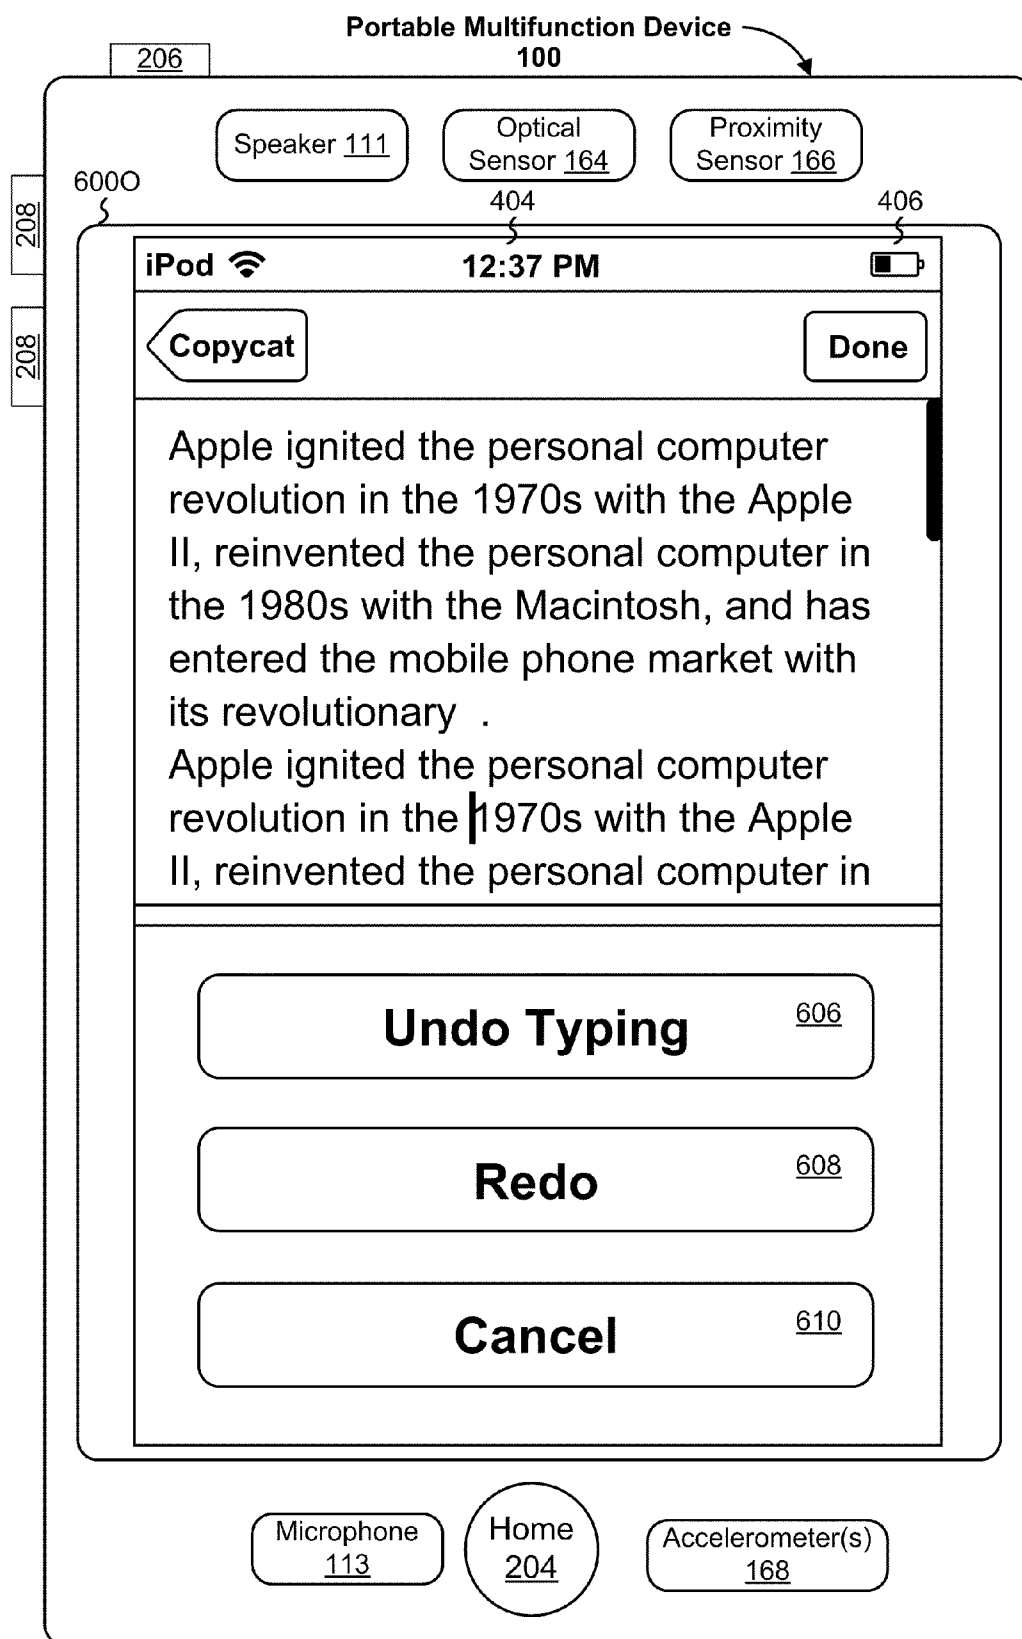 Portable Multifunction Device
100
206
Speaker 111
Optical
Sensor 164
Proximity
Sensor 166
208
208
600O
404
406
iPod
12:37 PM
Copycat
Done
Apple ignited the personal computer
revolution in the 1970s with the Apple
II, reinvented the personal computer in
the 1980s with the Macintosh, and has
entered the mobile phone market with
its revolutionary  .
Apple ignited the personal computer
revolution in the 1970s with the Apple
II, reinvented the personal computer in
Undo Typing
606
Redo
608
Cancel
610
Microphone
113
Home
204
Accelerometer(s)
168